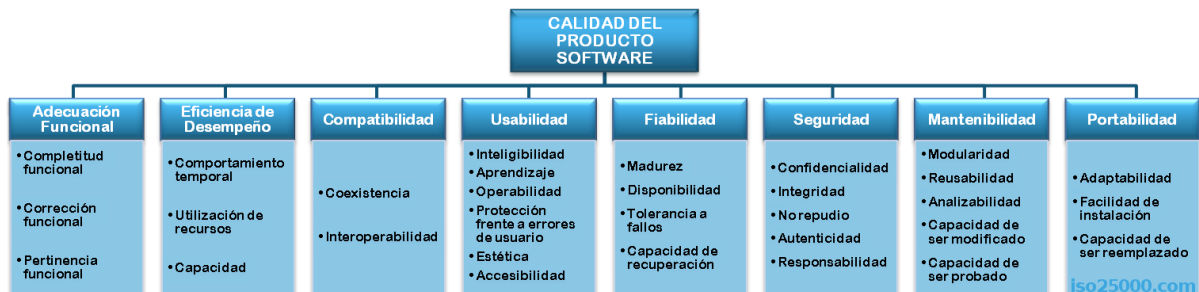 CALIDAD DEL
PRODUCTO
SOFTWARE
Adecuación
Funcional
• Completitud
funcional
• Corrección
funcional
• Pertinencia
funcional
Eficiencia de
Desempeño
• Comportamiento
temporal
• Utilización de
recursos
• Capacidad
Compatibilidad
• Coexistencia
• Interoperabilidad
Usabilidad
• Inteligibilidad
• Aprendizaje
• Operabilidad
• Protección
frente a errores
de usuario
• Estética
• Accesibilidad
Fiabilidad
• Madurez
• Disponibilidad
• Tolerancia a
fallos
• Capacidad de
recuperación
Seguridad
• Confidencialidad
• Integridad
• No repudio
• Autenticidad
• Responsabilidad
Mantenibilidad
• Modularidad
• Reusabilidad
• Analizabilidad
• Capacidad de
ser modificado
• Capacidad de
ser probado
Portabilidad
• Adaptabilidad
• Facilidad de
instalación
• Capacidad de
ser reemplazado
iso25000.com